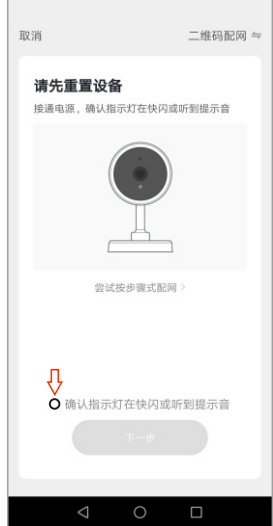 取消 二维码配网
请先重置设备
接通电源，确认指示灯在快闪或听到提示音
尝试按步骤式配网
确认指示灯在快闪或听到提示音
下一步